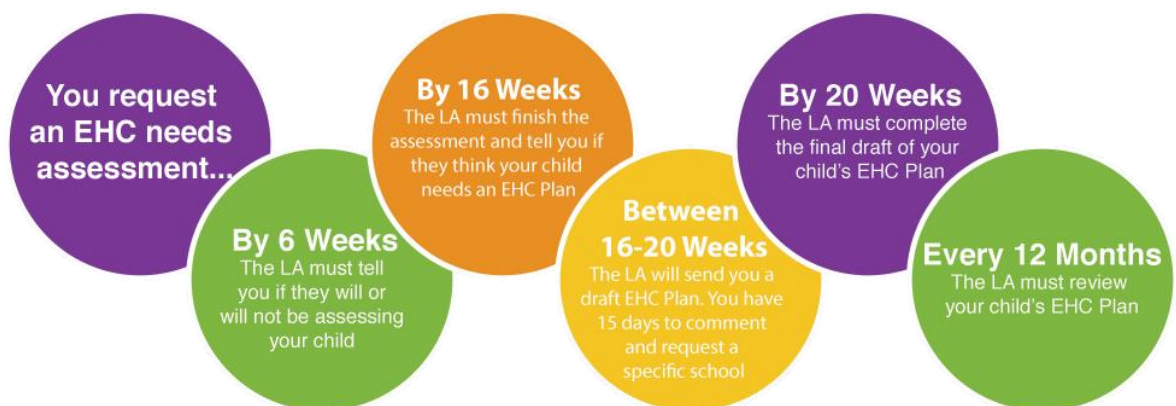 You request
an EHC needs
assessment...
By 6 Weeks
The LA must tell
you if they will or
will not be assessing
your child
By 16 Weeks
The LA must finish the
assessment and tell you if
they think your child
needs an EHC Plan
Between
16-20 Weeks
The LA will send you a
draft EHC Plan. You have
15 days to comment
and request a
specific school
By 20 Weeks
The LA must complete
the final draft of your
child's EHC Plan
Every 12 Months
The LA must review
your child's EHC Plan